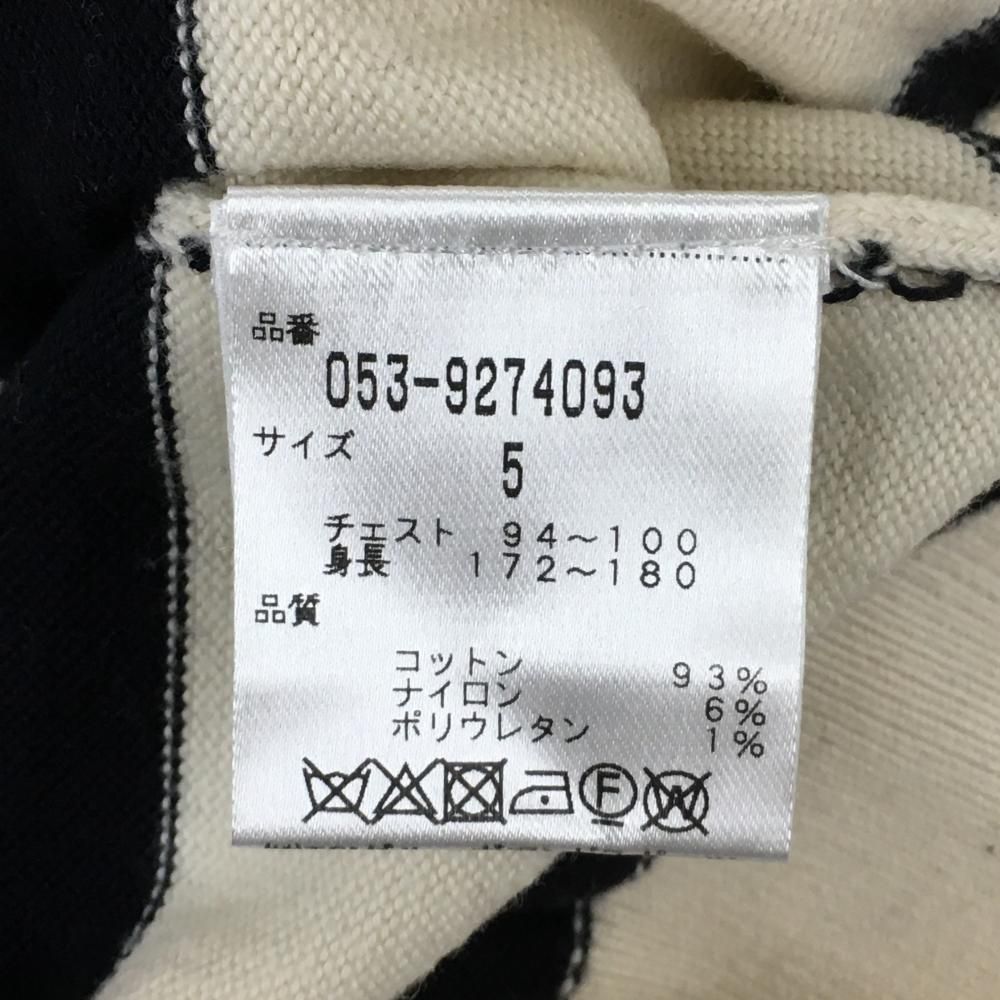 品番
053-9274093
サイズ
5
チェスト 94～100
身長 172～180
品質
コットン 93%
ナイロン 6%
ポリウレタン 1%
F W